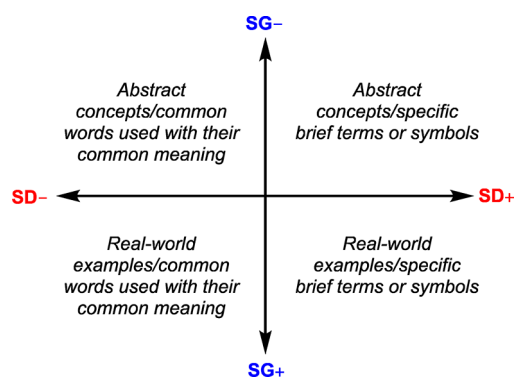 SG−
Abstract
concepts/common
words used with their
common meaning
Abstract
concepts/specific
brief terms or symbols
SD−
SD+
Real-world
examples/common
words used with their
common meaning
Real-world
examples/specific
brief terms or symbols
SG+